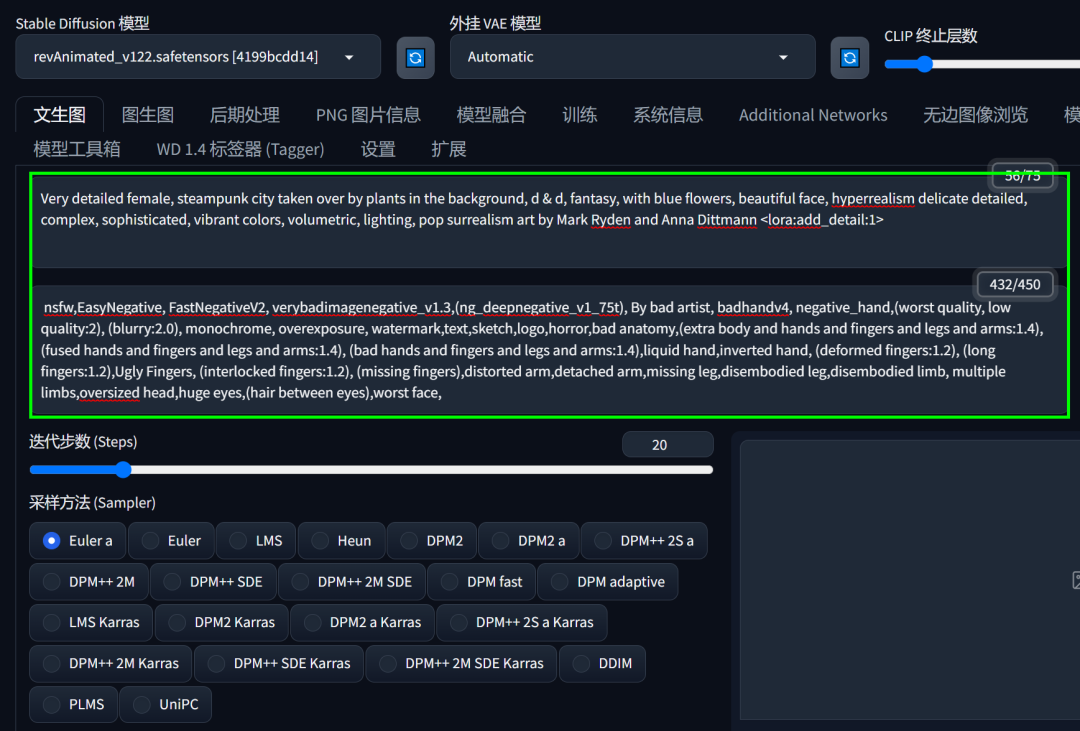 Stable Diffusion 模型
外挂 VAE 模型
CLIP 终止层数
revAnimated_v122.safetensors [4199bcdd14]
Automatic
文生图 图生图 后期处理 PNG 图片信息 模型融合 训练 系统信息 Additional Networks 无边图像浏览 模
模型工具箱 WD 1.4 标签器 (Tagger) 设置 扩展
56/75
Very detailed female, steampunk city taken over by plants in the background, d & d, fantasy, with blue flowers, beautiful face, hyperrealism delicate detailed,
complex, sophisticated, vibrant colors, volumetric, lighting, pop surrealism art by Mark Ryden and Anna Dittmann <lora:add_detail:1>
432/450
nsfw,EasyNegative, FastNegativeV2, verybadimagenegative_v1.3,(ng_deepnegative_v1_75t), By bad artist, badhandv4, negative_hand,(worst quality, low
quality:2), (blurry:2.0), monochrome, overexposure, watermark,text,sketch,logo,horror,bad anatomy,(extra body and hands and fingers and legs and arms:1.4),
(fused hands and fingers and legs and arms:1.4), (bad hands and fingers and legs and arms:1.4),liquid hand,inverted hand, (deformed fingers:1.2), (long
fingers:1.2),Ugly Fingers, (interlocked fingers:1.2), (missing fingers),distorted arm,detached arm,missing leg,disembodied leg,disembodied limb, multiple
limbs,oversized head,huge eyes,(hair between eyes),worst face,
迭代步数 (Steps)
20
采样方法 (Sampler)
Euler a Euler LMS Heun DPM2 DPM2 a DPM++ 2S a
DPM++ 2M DPM++ SDE DPM++ 2M SDE DPM fast DPM adaptive
LMS Karras DPM2 Karras DPM2 a Karras DPM++ 2S a Karras
DPM++ 2M Karras DPM++ SDE Karras DPM++ 2M SDE Karras DDIM
PLMS UniPC